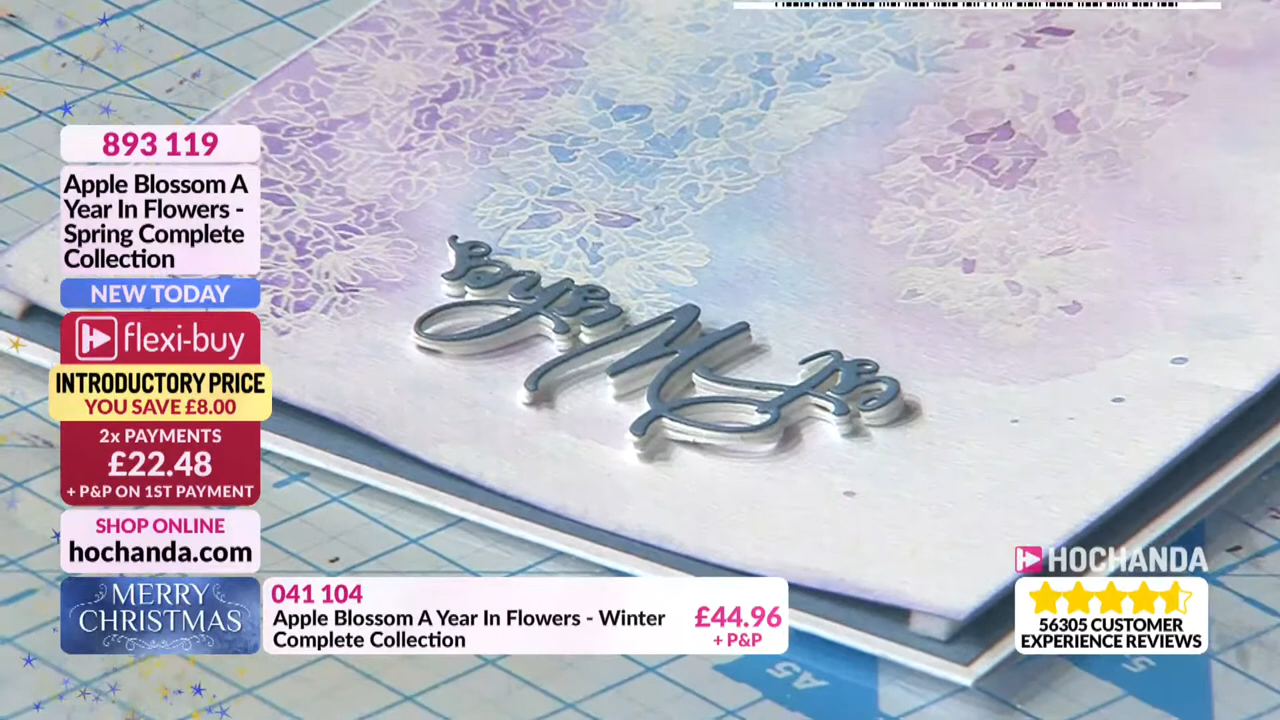 893 119
Apple Blossom A
Year In Flowers -
Spring Complete
Collection
NEW TODAY
flexi-buy
INTRODUCTORY PRICE
YOU SAVE £8.00
2x PAYMENTS
£22.48
+ P&P ON 1ST PAYMENT
SHOP ONLINE
hochanda.com
MERRY
CHRISTMAS
041 104
Apple Blossom A Year In Flowers - Winter
Complete Collection
£44.96
+ P&P
HOCHANDA
56305 CUSTOMER
EXPERIENCE REVIEWS
A5